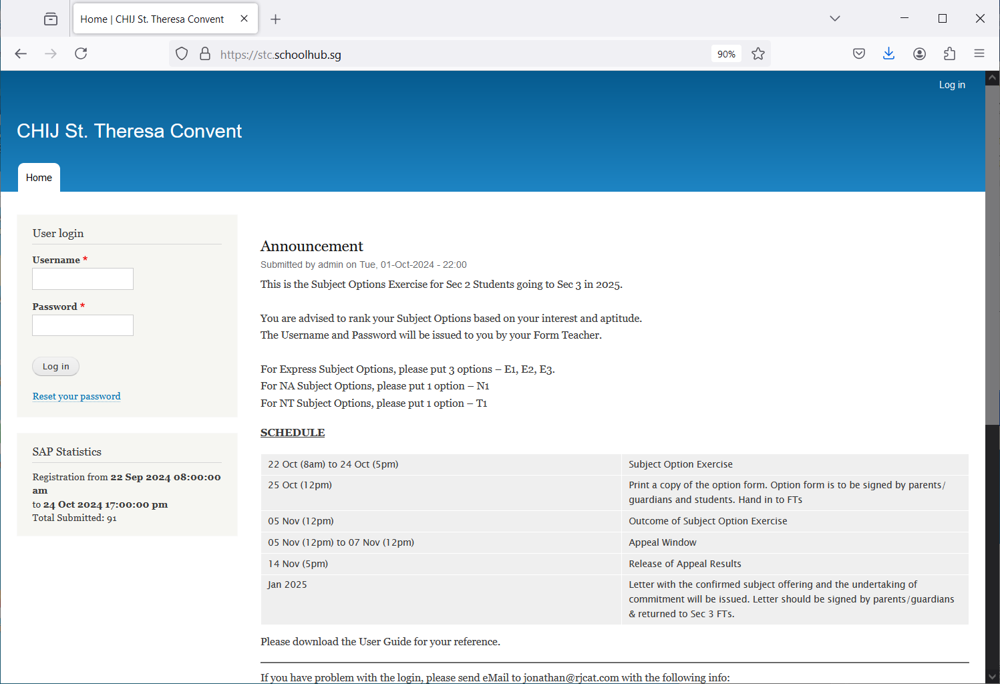 Home | CHIJ St. Theresa Convent
https://stc.schoolhub.sg
90%
Log in
CHIJ St. Theresa Convent
Home
User login
Username *
Password *
Log in
Reset your password
SAP Statistics
Registration from 22 Sep 2024 08:00:00
am
to 24 Oct 2024 17:00:00 pm
Total Submitted: 91
Announcement
Submitted by admin on Tue, 01-Oct-2024 - 22:00
This is the Subject Options Exercise for Sec 2 Students going to Sec 3 in 2025.
You are advised to rank your Subject Options based on your interest and aptitude.
The Username and Password will be issued to you by your Form Teacher.
For Express Subject Options, please put 3 options – E1, E2, E3.
For NA Subject Options, please put 1 option – N1
For NT Subject Options, please put 1 option – T1
SCHEDULE
22 Oct (8am) to 24 Oct (5pm) Subject Option Exercise
25 Oct (12pm) Print a copy of the option form. Option form is to be signed by parents/
guardians and students. Hand in to FTs
05 Nov (12pm) Outcome of Subject Option Exercise
05 Nov (12pm) to 07 Nov (12pm) Appeal Window
14 Nov (5pm) Release of Appeal Results
Jan 2025 Letter with the confirmed subject offering and the undertaking of
commitment will be issued. Letter should be signed by parents/guardians
& returned to Sec 3 FTs.
Please download the User Guide for your reference.
If you have problem with the login, please send eMail to jonathan@rjcat.com with the following info: